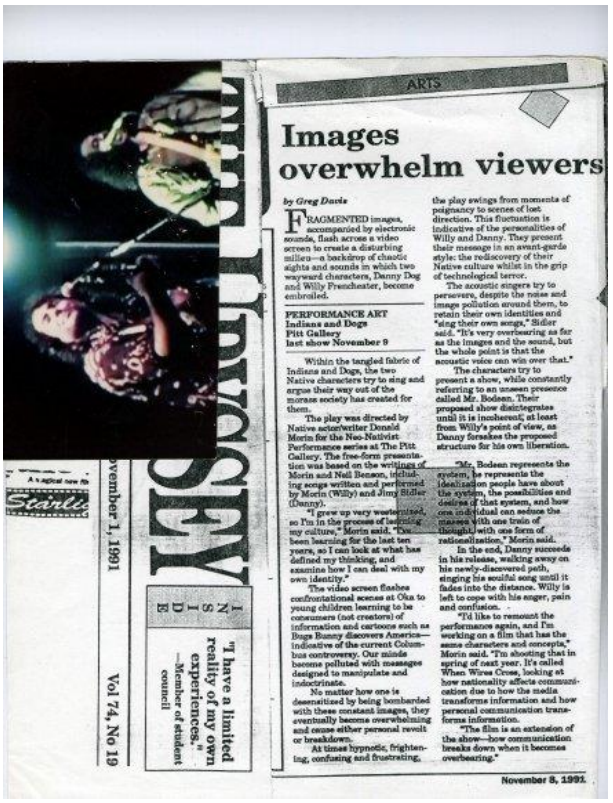 ARTS
Images
overwhelm viewers
by Greg Davis
FRAGMENTED images,
accompanied by electronic
sounds, flash across a video
screen to create a disturbing
milieu—a backdrop of chaotic
sights and sounds in which two
wayward characters, Danny Dog
and Willy Frencheater, become
embroiled.
PERFORMANCE ART
Indians and Dogs
Pitt Gallery
last show November 9
Within the tangled fabric of
Indians and Dogs, the two
Native characters try to sing and
argue their way out of the
morass society has created for
them.
The play was directed by
Native actor/writer Donald
Morin for the Neo-Nativist
Performance series at The Pitt
Gallery. The free-form presenta-
tion was based on the writings of
Morin and Neil Benson, includ-
ing songs written and performed
by Morin (Willy) and Jimy Sidler
(Danny).
"I grew up very westernized,
so I'm in the process of learning
my culture," Morin said. "I've
been learning for the last ten
years, so I can look at what has
defined my thinking, and
examine how I can deal with my
own identity."
The video screen flashes
confrontational scenes at Oka to
young children learning to be
consumers (not creators) of
information and cartoons such as
Bugs Bunny discovers America—
indicative of the current Colum-
bus controversy. Our minds
become polluted with messages
designed to manipulate and
indoctrinate.
No matter how one is
desensitized by being bombarded
with these constant images, they
eventually become overwhelming
and cause either personal revolt
or breakdown.
At times hypnotic, frighten-
ing, confusing and frustrating,
the play swings from moments of
poignancy to scenes of lost
direction. This fluctuation is
indicative of the personalities of
Willy and Danny. They present
their message in an avant-garde
style: the rediscovery of their
Native culture whilst in the grip
of technological terror.
The acoustic singers try to
persevere, despite the noise and
image pollution around them, to
retain their own identities and
"sing their own songs," Sidler
said. "It's very overbearing as far
as the images and the sound, but
the whole point is that the
acoustic voice can win over that."
The characters try to
present a show, while constantly
referring to an unseen presence
called Mr. Bodean. Their
proposed show disintegrates
until it is incoherent, at least
from Willy's point of view, as
Danny forsakes the proposed
structure for his own liberation.
"Mr. Bodean represents the
system, he represents the
idealization people have about
the system, the possibilities and
desires of that system, and how
one individual can seduce the
masses with one train of
thought, with one form of
rationalization," Morin said.
In the end, Danny succeeds
in his release, walking away on
his newly-discovered path,
singing his soulful song until it
fades into the distance. Willy is
left to cope with his anger, pain
and confusion.
"I'd like to remount the
performance again, and I'm
working on a film that has the
same characters and concepts,"
Morin said. "I'm shooting that in
spring of next year. It's called
When Wires Cross, looking at
how nationality affects communi-
cation due to how the media
transforms information and how
personal communication trans-
forms information.
"The film is an extension of
the show—how communication
breaks down when it becomes
overbearing."
November 8, 1991
THE UBYSSEY
vember 1, 1991
Vol 74, No 19
INSIDE
"I have a limited
reality of my own
experiences."
—Member of student
council